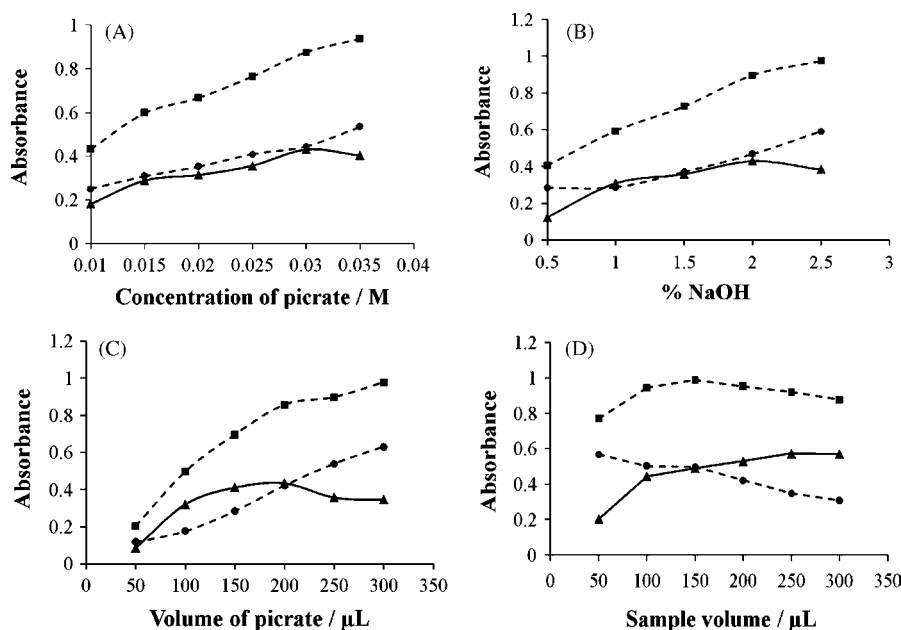 (A)
1
0.8
0.6
0.4
0.2
0
0.01 0.015 0.02 0.025 0.03 0.035 0.04
Absorbance
Concentration of picrate / M
(B)
1.2
1
0.8
0.6
0.4
0.2
0
0.5 1 1.5 2 2.5 3
Absorbance
% NaOH
(C)
1.2
1
0.8
0.6
0.4
0.2
0
0 50 100 150 200 250 300 350
Absorbance
Volume of picrate / µL
(D)
1.2
1
0.8
0.6
0.4
0.2
0
0 50 100 150 200 250 300 350
Absorbance
Sample volume / µL